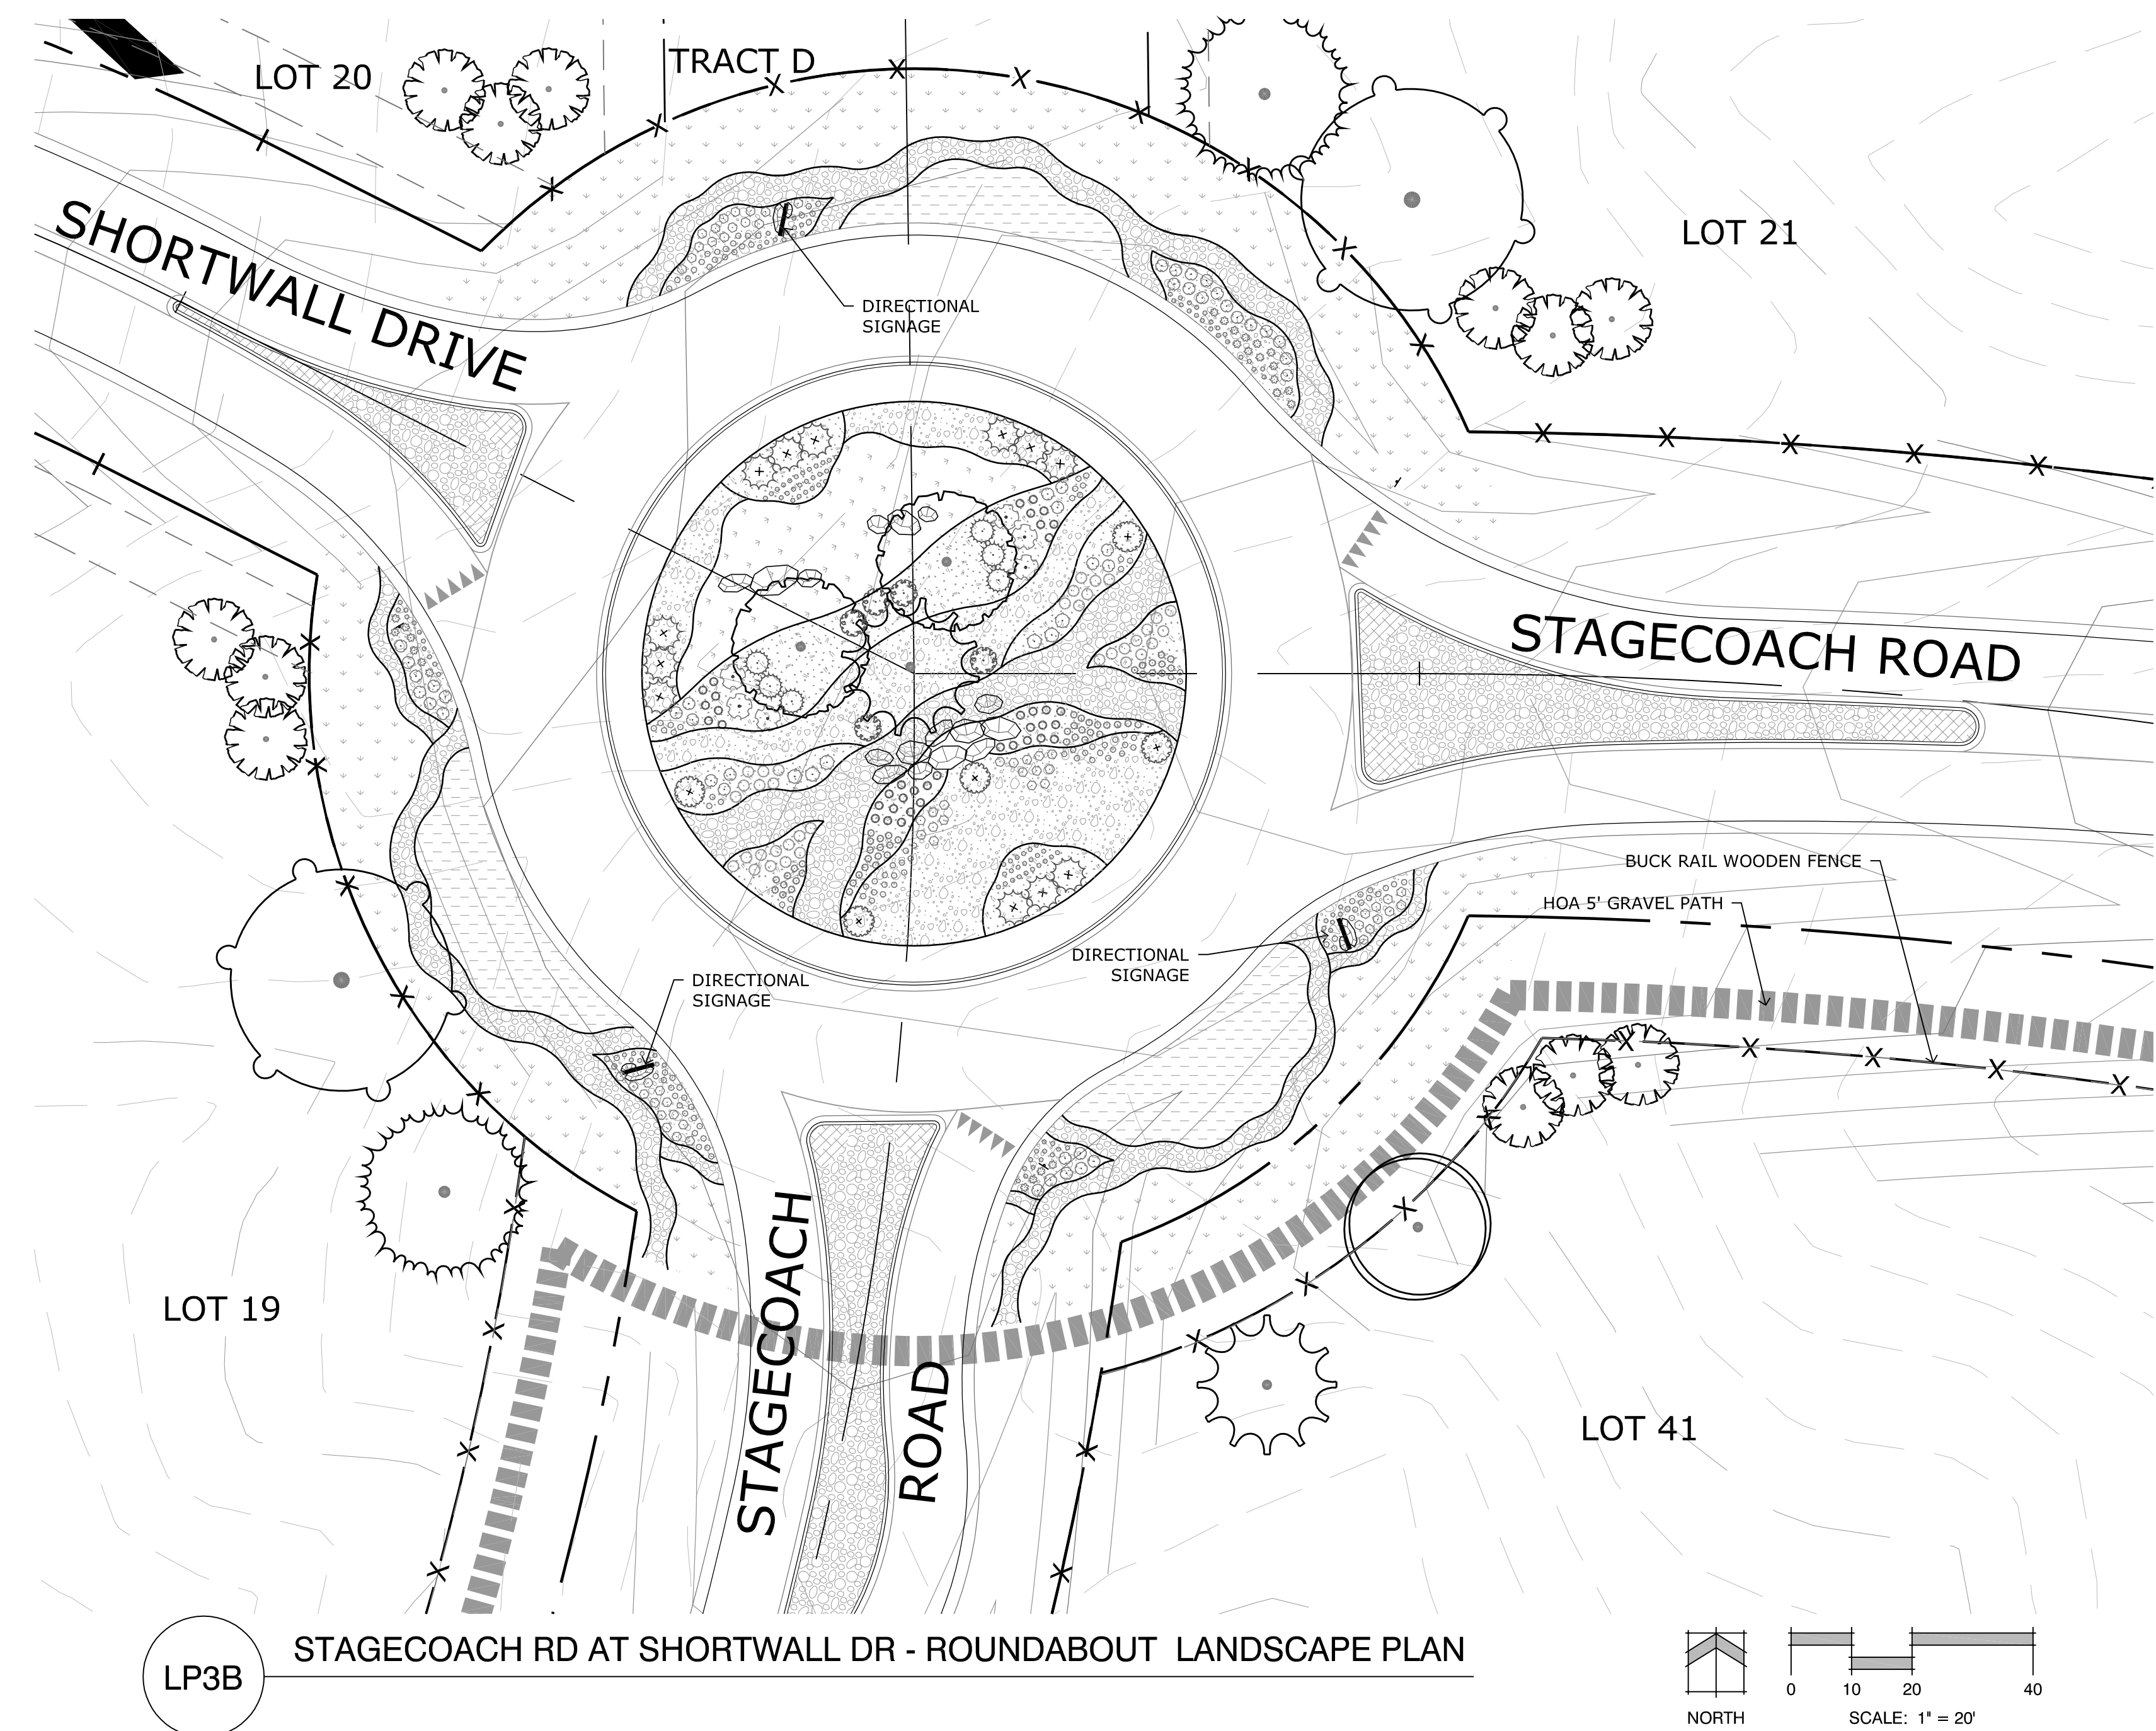 LOT 20
TRACT D
LOT 21
SHORTWALL DRIVE
DIRECTIONAL
SIGNAGE
STAGECOACH ROAD
BUCK RAIL WOODEN FENCE
HOA 5' GRAVEL PATH
DIRECTIONAL
SIGNAGE
DIRECTIONAL
SIGNAGE
STAGECOACH
ROAD
LOT 19
LOT 41
LP3B
STAGECOACH RD AT SHORTWALL DR - ROUNDABOUT LANDSCAPE PLAN
NORTH
0 10 20 40
SCALE: 1" = 20'